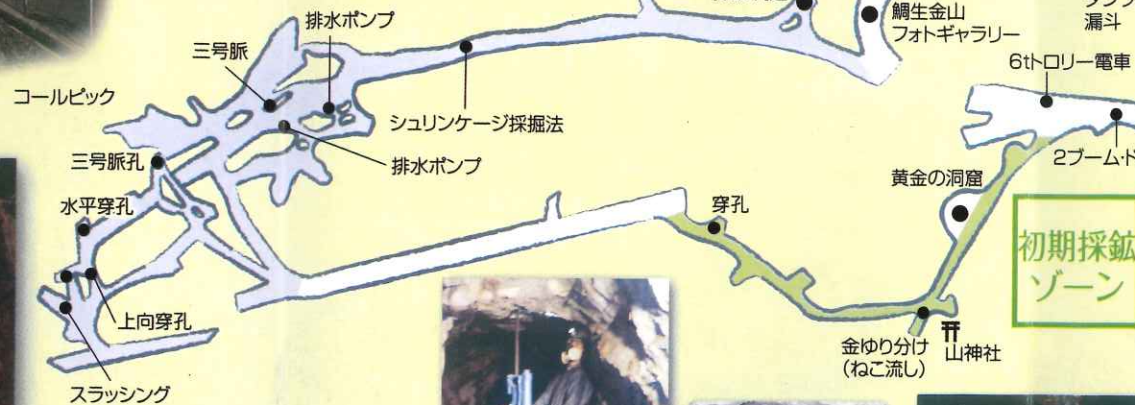 排水ポンプ
三号脈
コールピック
シュリンケージ採掘法
排水ポンプ
三号脈孔
水平穿孔
上向穿孔
スラッシング
鯛生金山
フォトギャラリー
漏斗
6tトロリー電車
2ブーム・ド
黄金の洞窟
穿孔
初期採鉱
ゾーン
金ゆり分け
(ねこ流し)
山神社